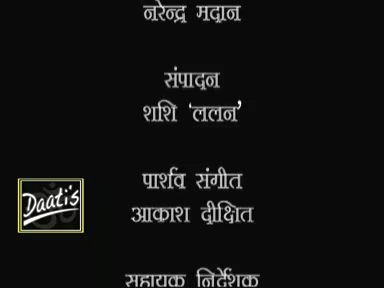 नरेन्द्र मदान
संपादन
शशि ‘ललन’
पार्श्व संगीत
आकाश दीक्षित
Daati's
सहायक निर्देशक